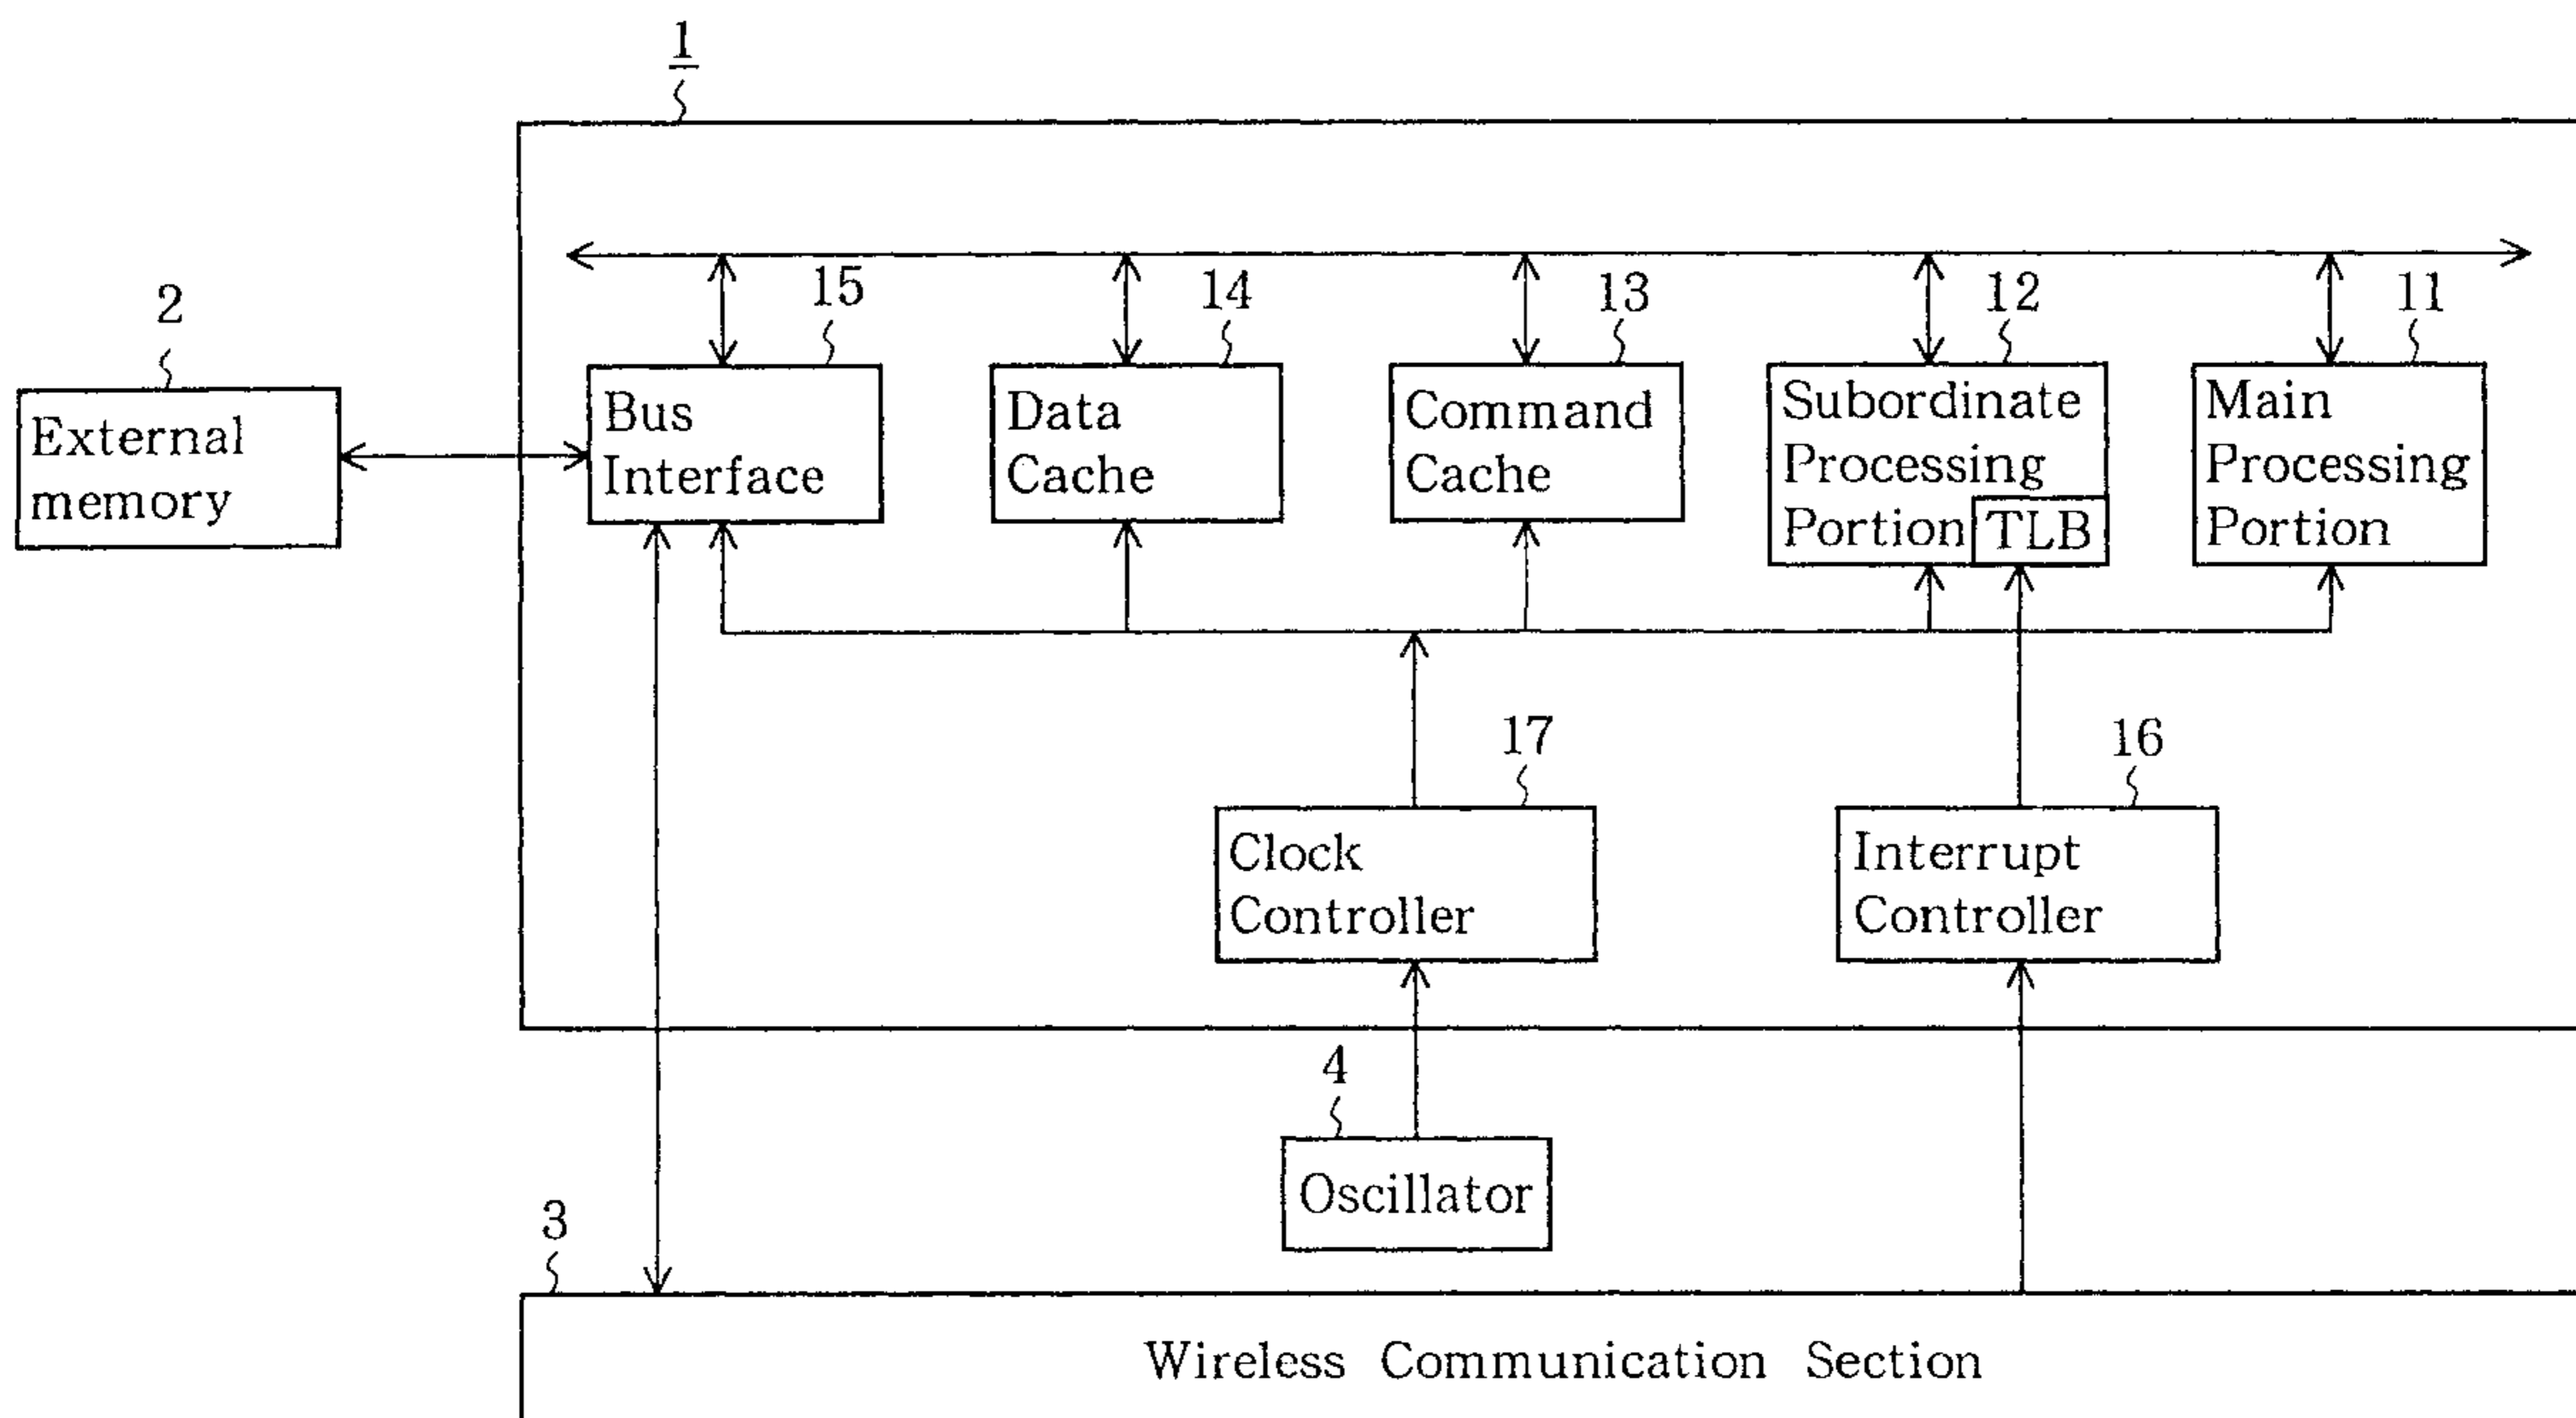 1
2
15
14
13
12
11
External
memory
Bus
Interface
Data
Cache
Command
Cache
Subordinate
Processing
Portion
TLB
Main
Processing
Portion
17
16
Clock
Controller
Interrupt
Controller
4
Oscillator
3
Wireless Communication Section